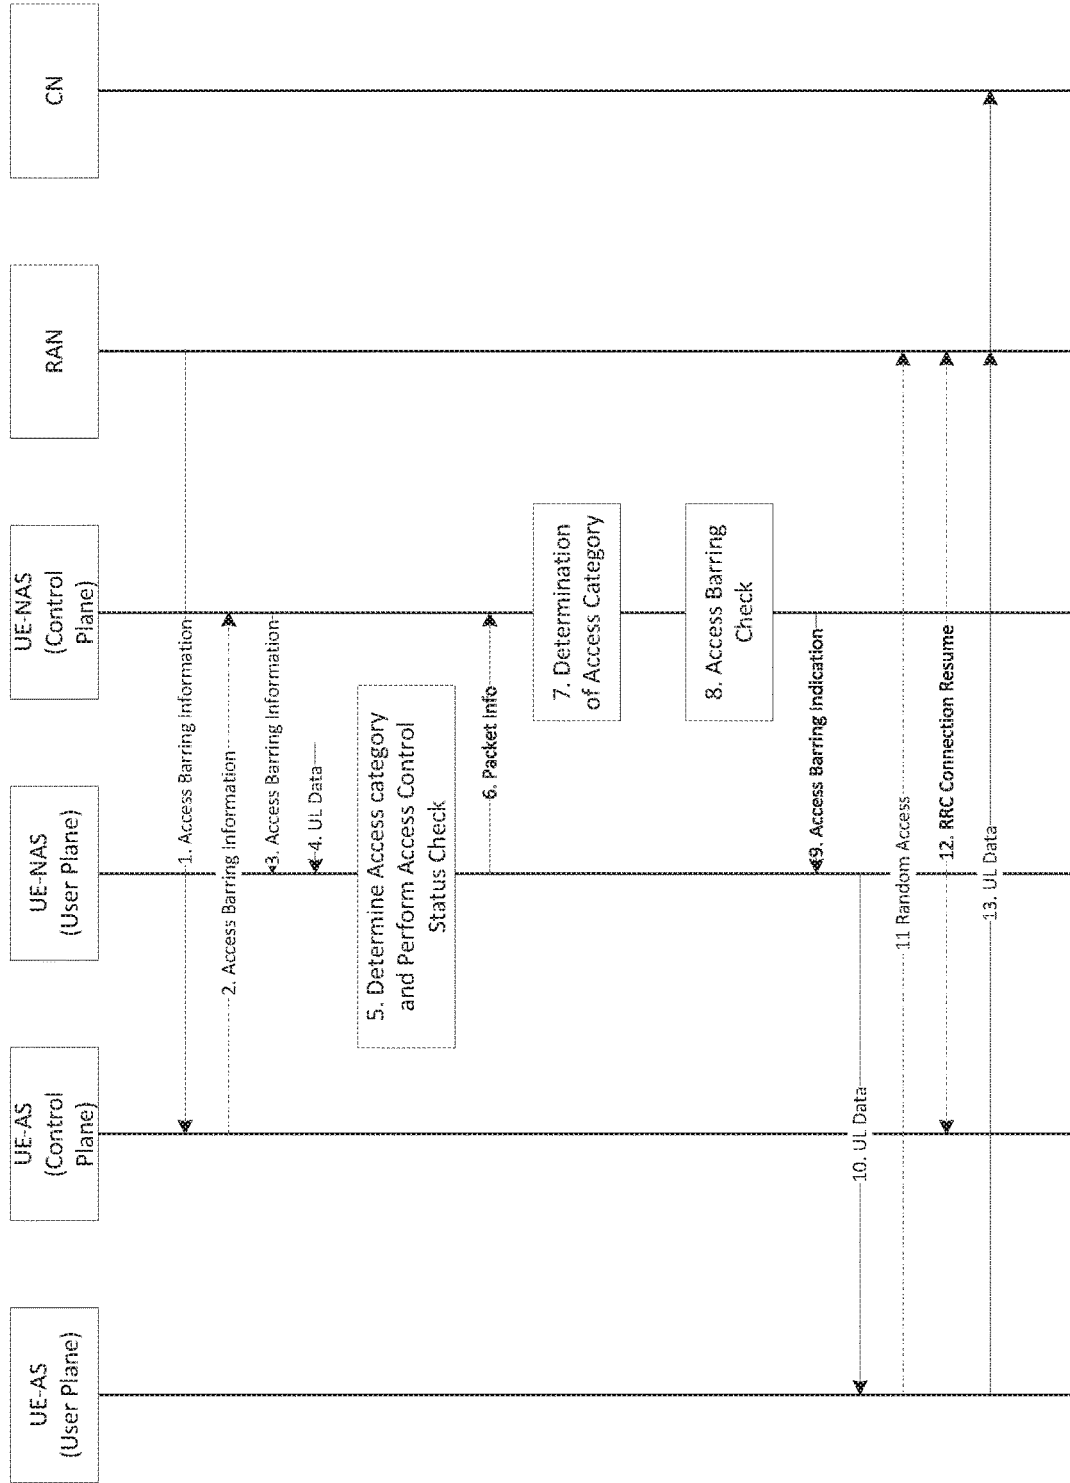 UE-AS
(User Plane)
UE-AS
(Control
Plane)
UE-NAS
(User Plane)
UE-NAS
(Control
Plane)
RAN
CN
1. Access Barring Information
2. Access Barring Information
3. Access Barring Information
4. UL Data
5. Determine Access category
and Perform Access Control
Status Check
6. Packet Info
7. Determination
of Access Category
8. Access Barring
Check
9. Access Barring Indication
10. UL Data
11 Random Access
12. RRC Connection Resume
13. UL Data